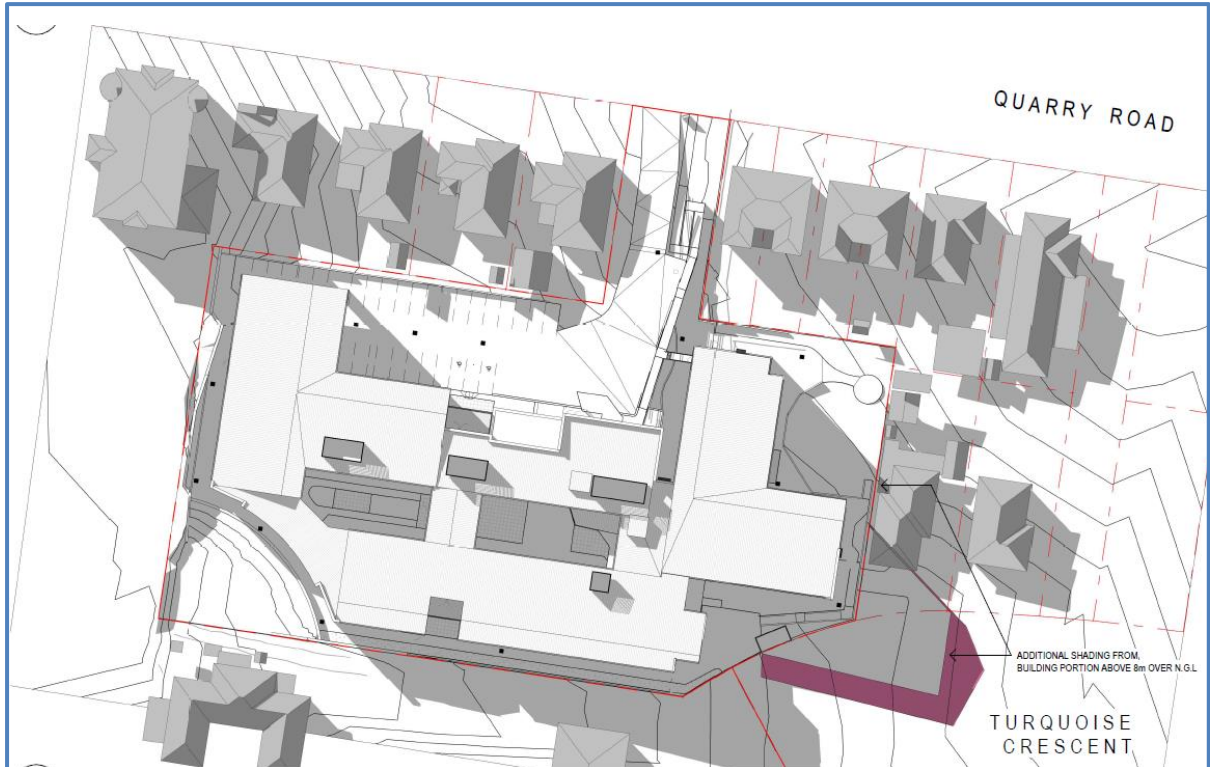 QUARRY ROAD
ADDITIONAL SHADING FROM,
BUILDING PORTION ABOVE 8m OVER N.G.L
TURQUOISE
CRESCENT